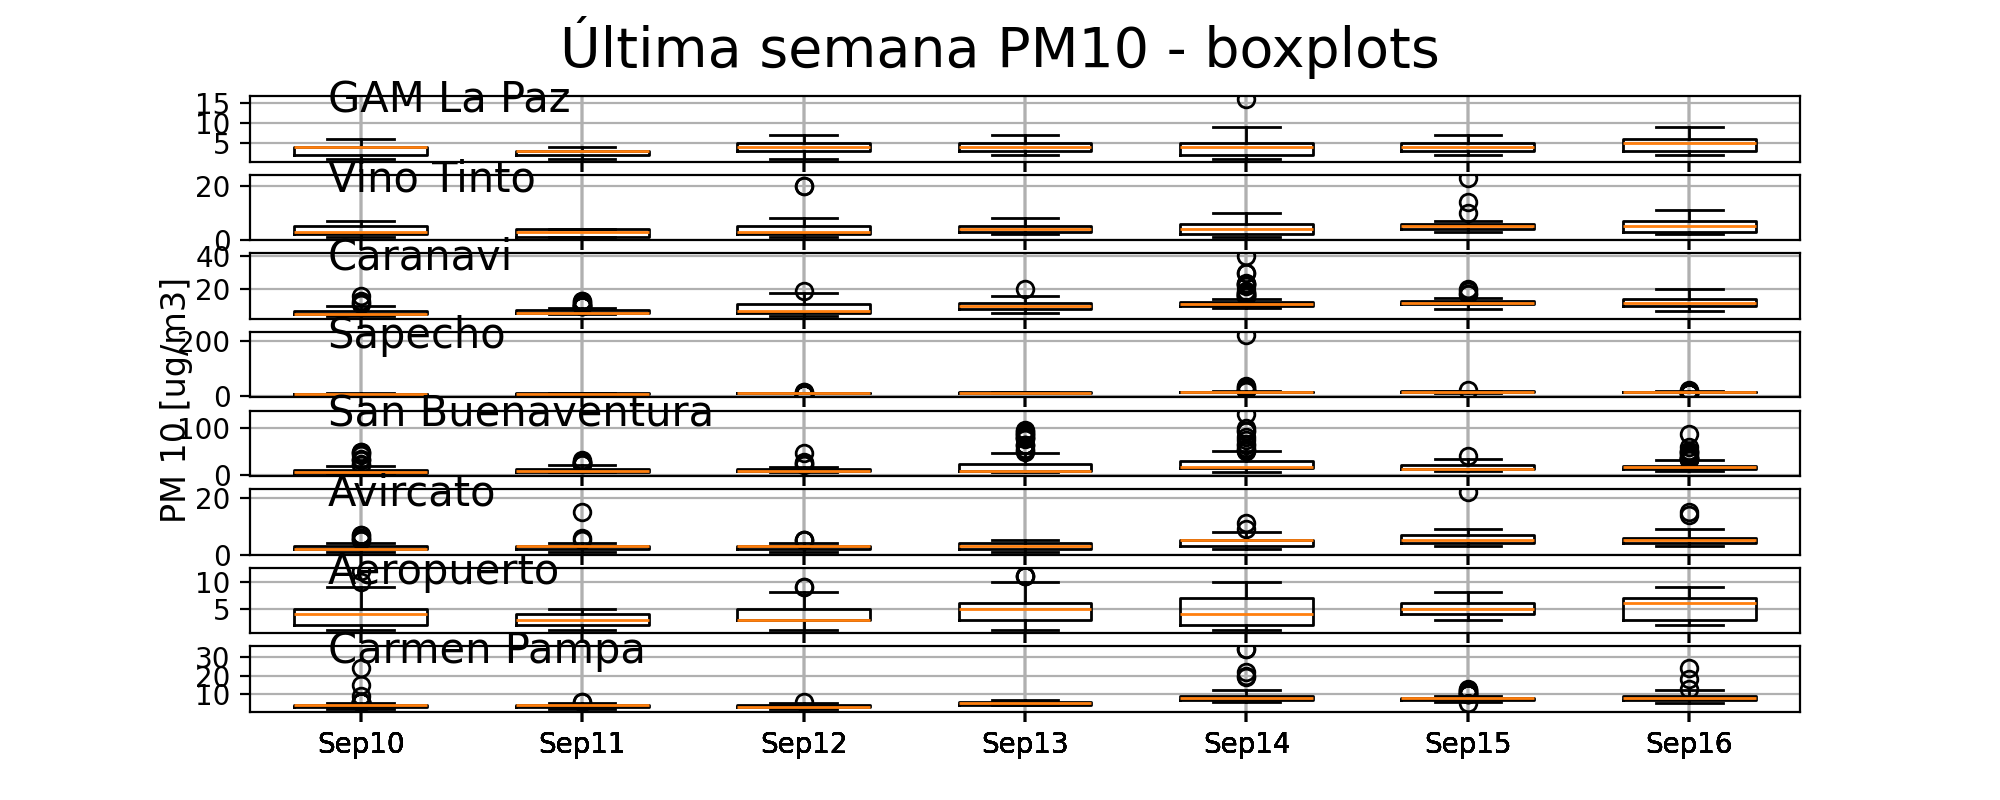 Última semana PM10 - boxplots
GAM La Paz
15
10
5
Vino Tinto
20
0
Caranavi
40
20
Sapecho
200
0
San Buenaventura
100
0
Avircato
20
0
Aeropuerto
10
5
Carmen Pampa
30
20
10
PM 10 [ug/m3]
Sep10 Sep11 Sep12 Sep13 Sep14 Sep15 Sep16